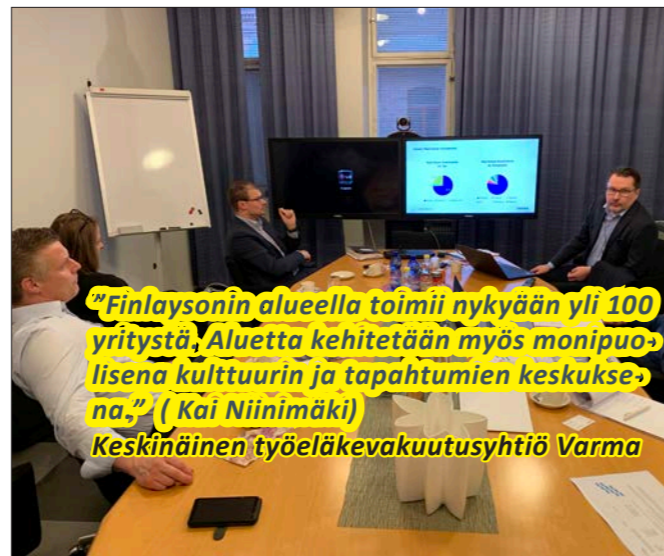 ”Finlaysonin alueella toimii nykyään yli 100
yritystä. Aluetta kehitetään myös monipuo-
lisena kulttuurin ja tapahtumien keskukse-
na.” ( Kai Niinimäki)
Keskinäinen työeläkevakuutusyhtiö Varma